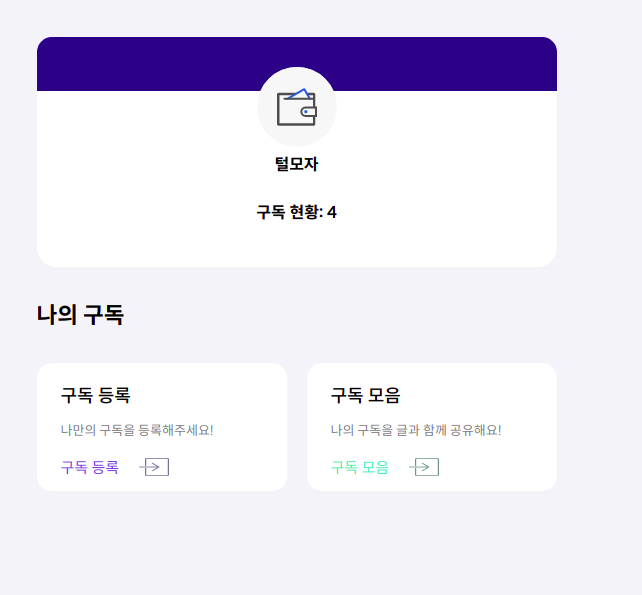 털모자
구독 현황: 4
나의 구독
구독 등록
나만의 구독을 등록해주세요!
구독 등록
구독 모음
나의 구독을 글과 함께 공유해요!
구독 모음